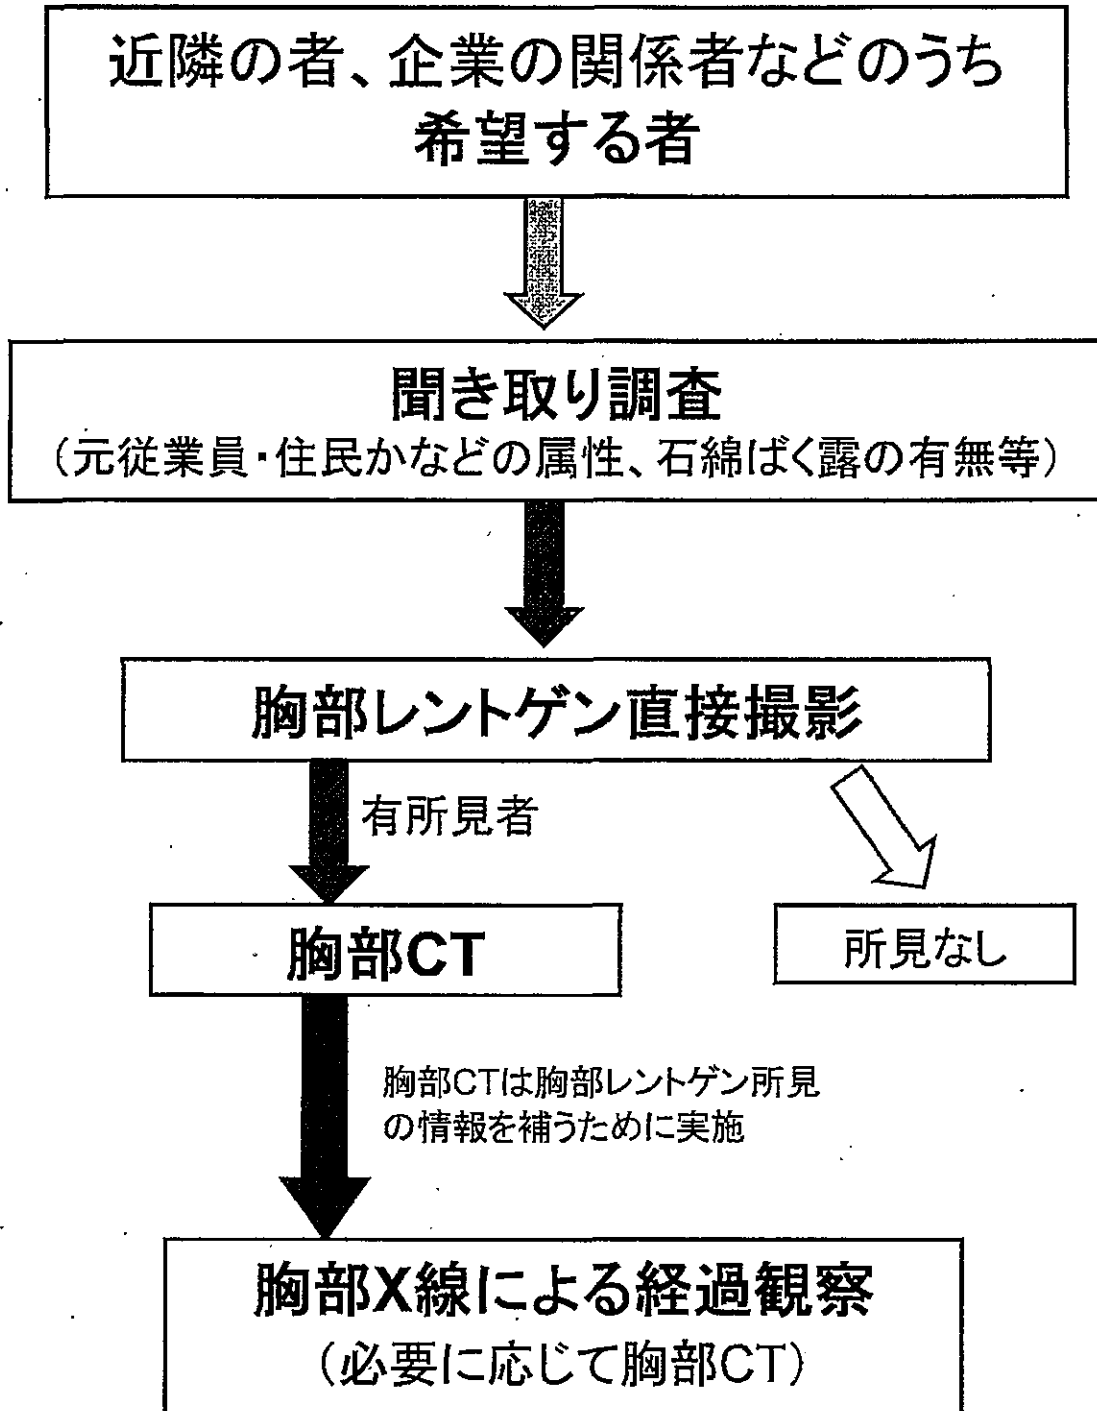 近隣の者、企業の関係者などのうち
希望する者
聞き取り調査
（元従業員・住民かなどの属性、石綿ばく露の有無等）
胸部レントゲン直接撮影
有所見者
胸部CT
所見なし
胸部CTは胸部レントゲン所見
の情報を補うために実施
胸部X線による経過観察
（必要に応じて胸部CT）